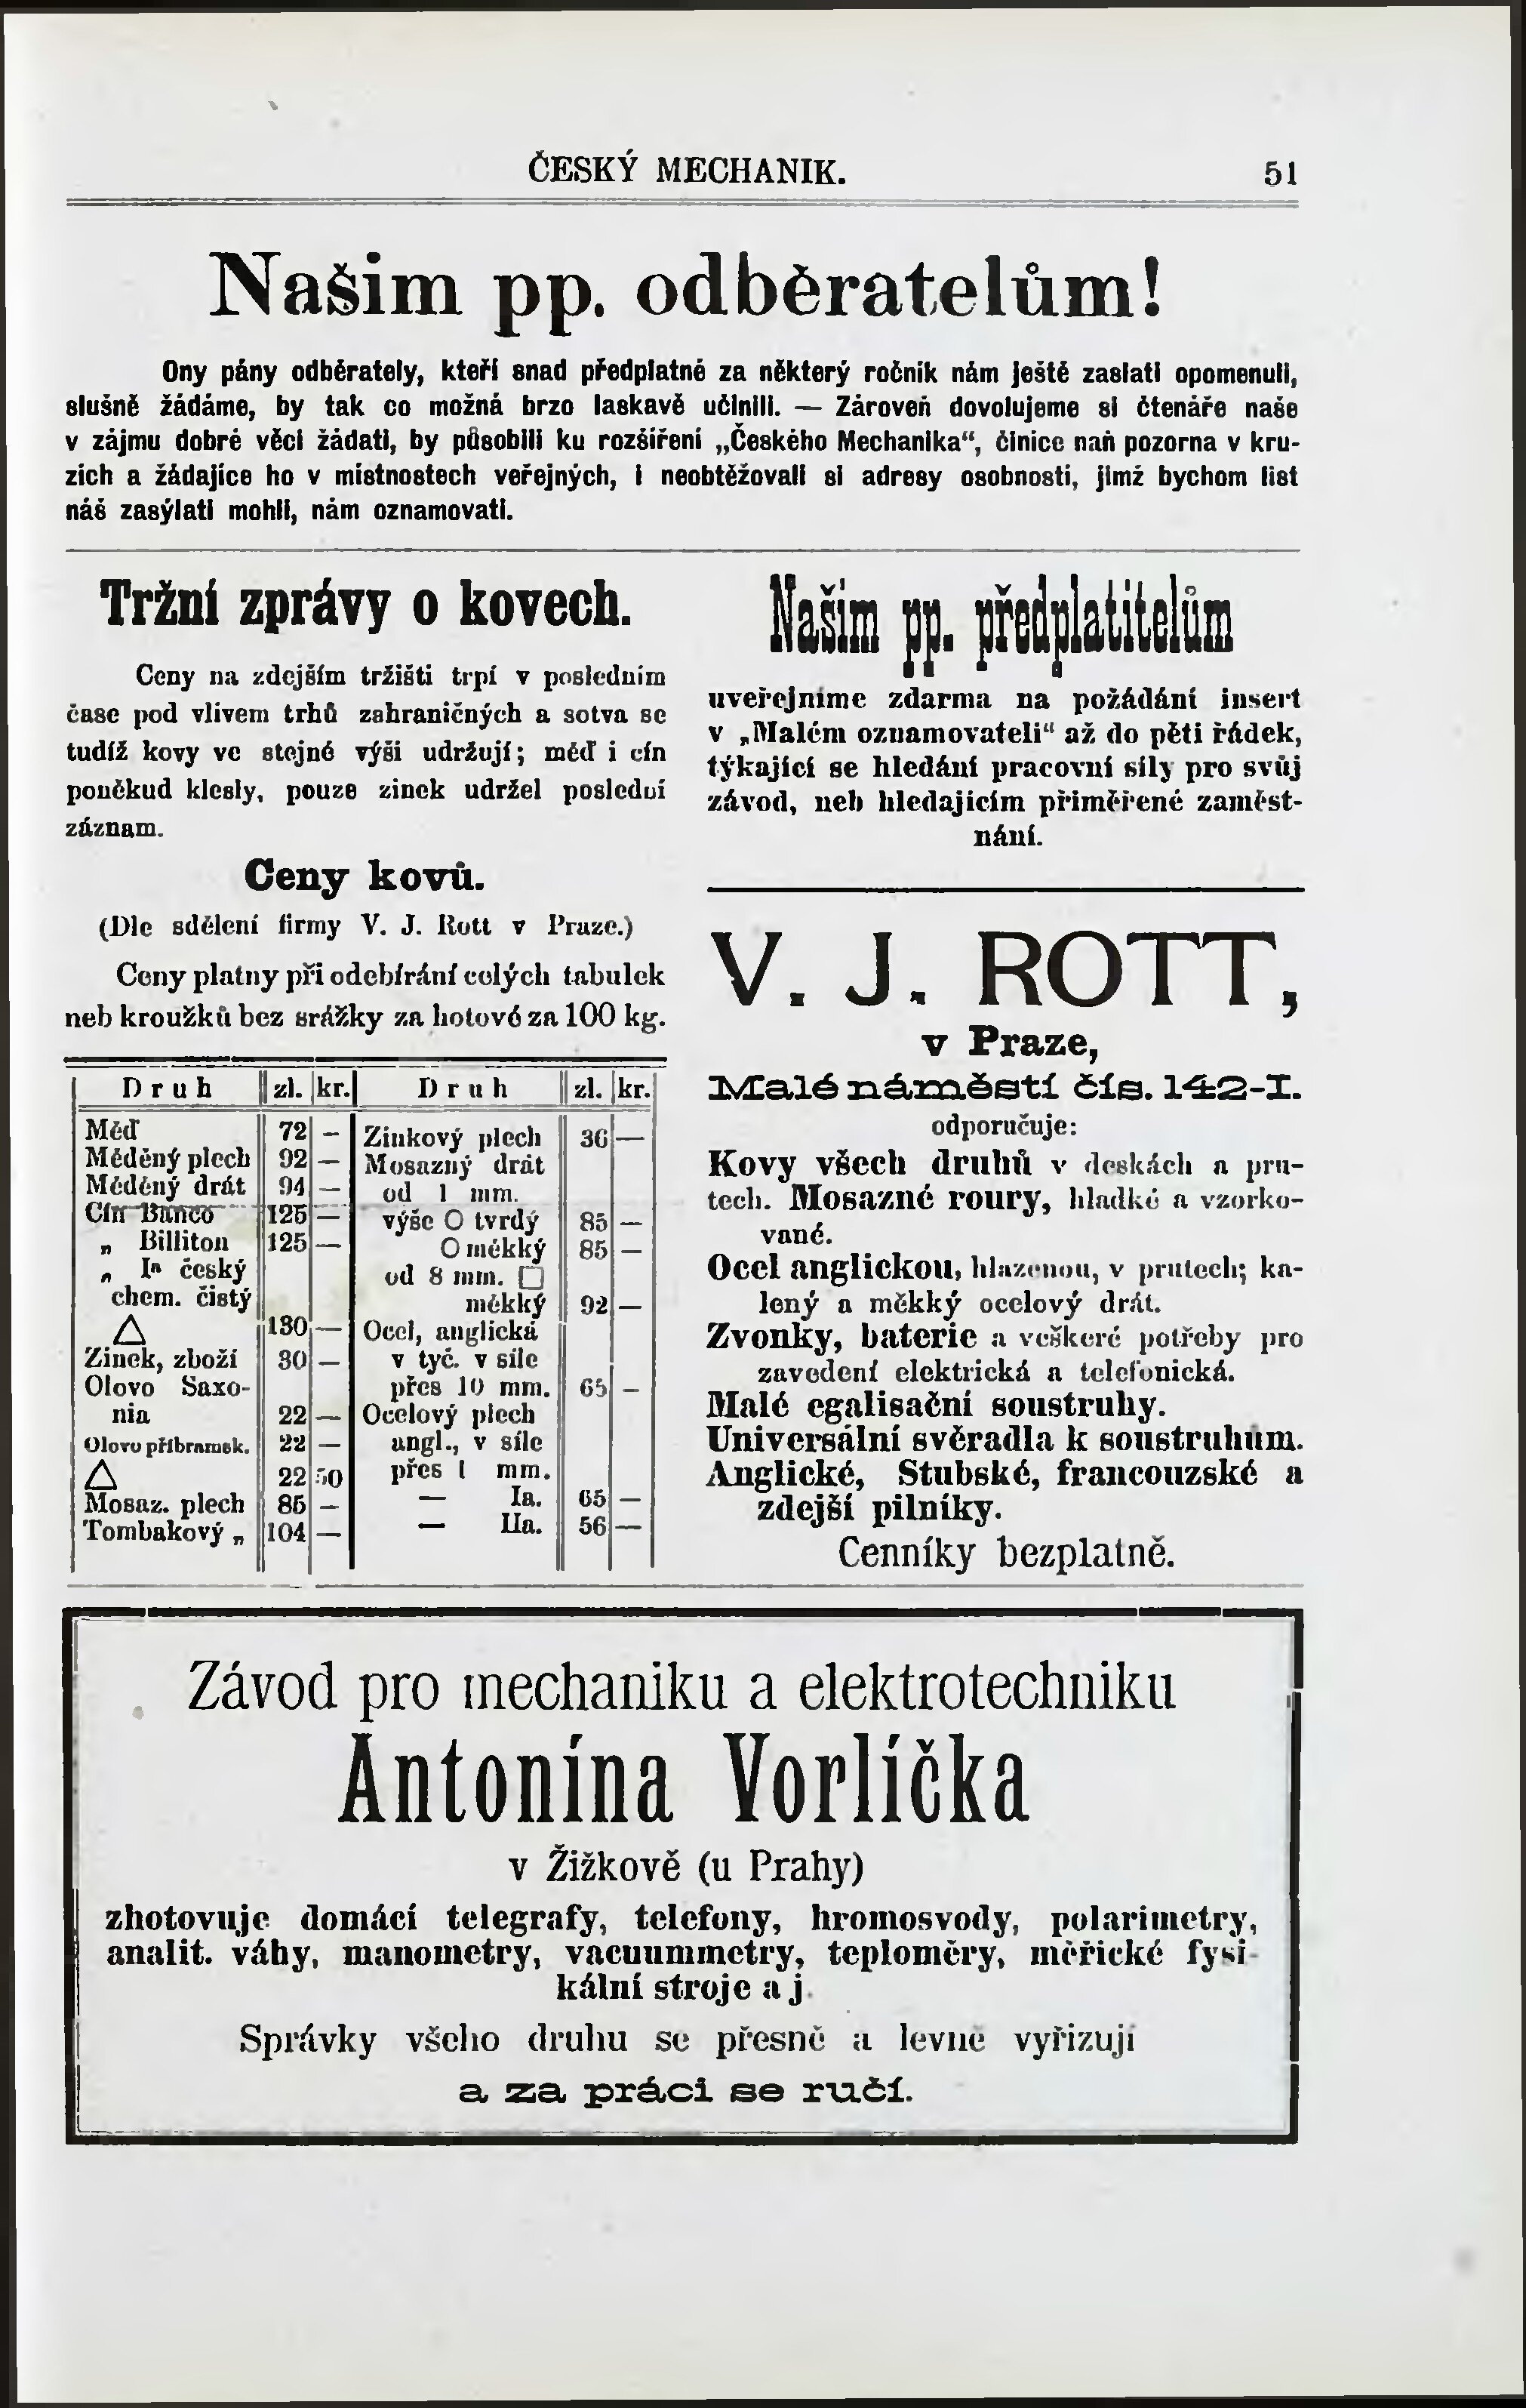 ČESKÝ MECHANIK. 51
Našim pp. odběratelům!
Ony pány odběrately, kteří snad předplatné za některý ročník nám ještě zaslati opomenuli,
slušně žádáme, by tak co možná brzo laskavě učinili. — Zároveň dovolujeme si čtenáře naše
v zájmu dobré věci žádati, by působili ku rozšíření „Českého Mechanika“, činíce naň pozorna v kru-
zích a žádajíce ho v místnostech veřejných, i neobtěžovali si adresy osobností, jimž bychom list
náš zasýlati mohli, nám oznamovati.
Tržní zprávy o kovech.
Ceny na zdejším tržišti trpí v posledním
čase pod vlivem trhů zahraničných a sotva se
tudíž kovy ve stejné výši udržují; měď i cín
poněkud klesly, pouze zinek udržel poslední
záznam.
Ceny kovů.
(Dle sdělení firmy V. J. Rott v Praze.)
Ceny platny při odebírání celých tabulek
neb kroužků bez srážky za hotové za 100 kg.
Druh zl. kr.
Měď 72 —
Měděný plech 92 —
Měděný drát 94 —
Cín Banco 125 —
„ Billiton 125 —
„ Iª český
chem. čistý
△ 130 —
Zinek, zboží 30 —
Olovo Saxo-
nia 22 —
Olovo příbramsk. 22 —
△ 22 50
Mosaz. plech 85 —
Tombakový „ 104 —
Druh zl. kr.
Zinkový plech 36 —
Mosazný drát
od 1 mm.
výše O tvrdý 85 —
O měkký 85 —
od 8 mm. □
měkký 92 —
Ocel, anglická
v tyč. v síle
přes 10 mm. 65 —
Ocelový plech
angl., v síle
přes 1 mm.
— Ia. 65 —
— IIa. 56 —
Našim pp. předplatitelům
uveřejníme zdarma na požádání insert
v „Malém oznamovateli“ až do pěti řádek,
týkající se hledání pracovní síly pro svůj
závod, neb hledajícím přiměřené zaměst-
nání.
V. J. ROTT,
v Praze,
Malé náměstí čís. 142-I.
odporučuje:
Kovy všech druhů v deskách a pru-
tech. Mosazné roury, hladké a vzorko-
vané.
Ocel anglickou, hlazenou, v prutech; ka-
lený a měkký ocelový drát.
Zvonky, baterie a veškeré potřeby pro
zavedení elektrická a telefonická.
Malé egalisační soustruhy.
Universální svěradla k soustruhům.
Anglické, Stubské, francouzské a
zdejší pilníky.
Cenníky bezplatně.
Závod pro mechaniku a elektrotechniku
Antonína Vorlíčka
v Žižkově (u Prahy)
zhotovuje domácí telegrafy, telefony, hromosvody, polarimetry,
analit. váhy, manometry, vacuummetry, teploměry, měřické fysi-
kální stroje a j.
Správky všeho druhu se přesně a levně vyřizují
a za práci se ručí.